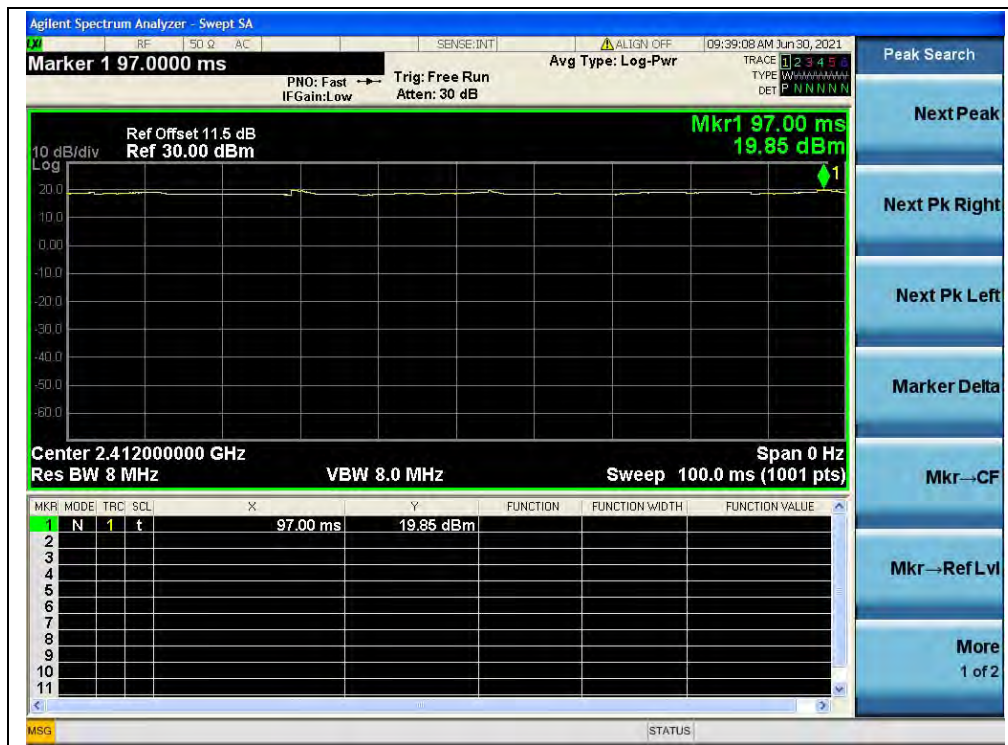 Agilent Spectrum Analyzer - Swept SA
LXI RF 50 Ω AC SENSE:INT ALIGN OFF 09:39:08 AM Jun 30, 2021
Marker 1 97.0000 ms
PNO: Fast
IFGain:Low
Trig: Free Run
Atten: 30 dB
Avg Type: Log-Pwr
TRACE 1 2 3 4 5 6
TYPE WWWWWW
DET P N N N N N
Peak Search
Next Peak
Next Pk Right
Next Pk Left
Marker Delta
Mkr→CF
Mkr→Ref Lvl
More
1 of 2
Mkr1 97.00 ms
19.85 dBm
Ref Offset 11.5 dB
10 dB/div Ref 30.00 dBm
Log
1
20.0
10.0
0.00
-10.0
-20.0
-30.0
-40.0
-50.0
-60.0
Center 2.412000000 GHz Span 0 Hz
Res BW 8 MHz VBW 8.0 MHz Sweep 100.0 ms (1001 pts)
MKR MODE TRC SCL X Y FUNCTION FUNCTION WIDTH FUNCTION VALUE
1 N 1 t 97.00 ms 19.85 dBm
2
3
4
5
6
7
8
9
10
11
MSG STATUS